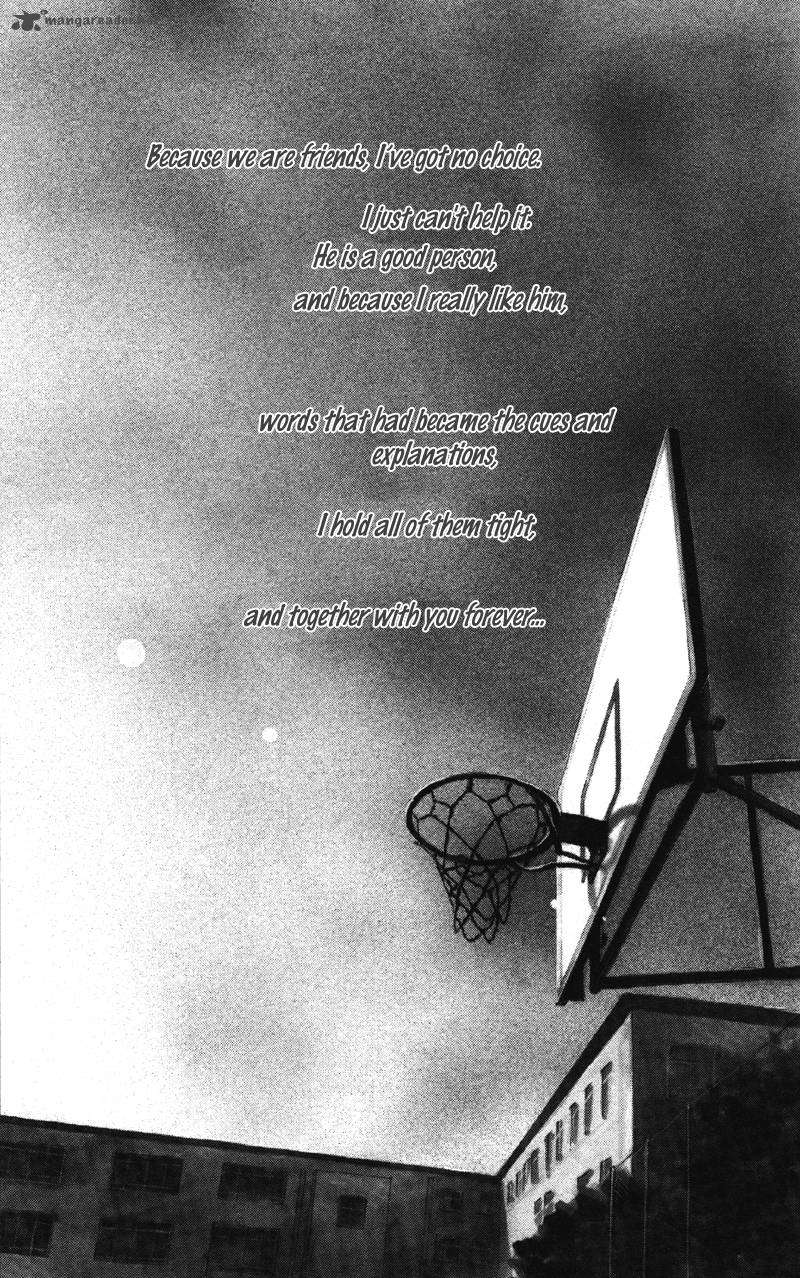 mangareader
Because we are friends, I've got no choice.
I just can't help it.
He is a good person,
and because I really like him,
words that had became the cues and
explanations,
I hold all of them tight,
and together with you forever...